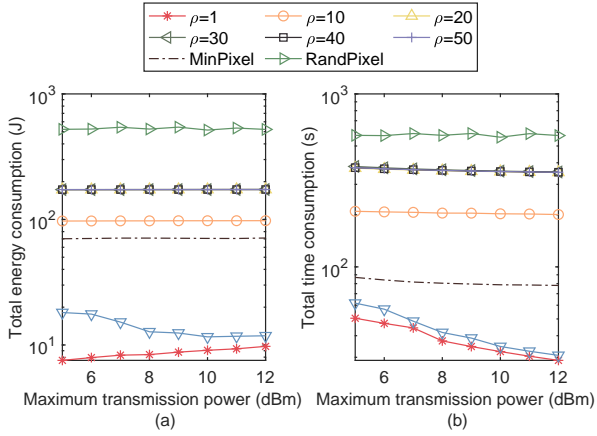 ρ=1 ρ=10 ρ=20
ρ=30 ρ=40 ρ=50
MinPixel RandPixel
Total energy consumption (J)
10³
10²
10¹
6 8 10 12
Maximum transmission power (dBm)
(a)
Total time consumption (s)
10³
10²
6 8 10 12
Maximum transmission power (dBm)
(b)